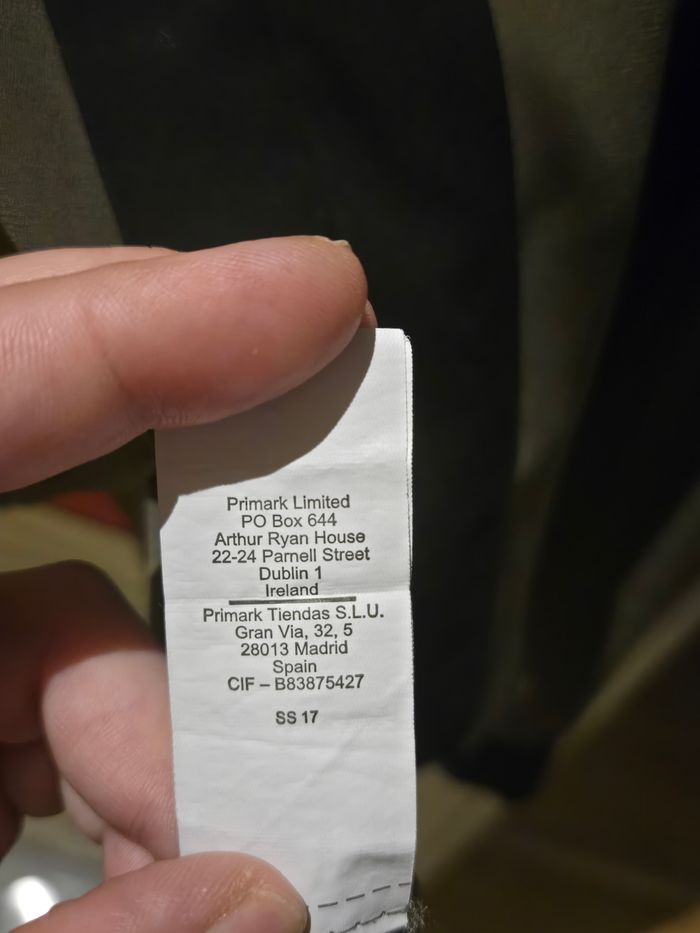 Primark Limited
PO Box 644
Arthur Ryan House
22-24 Parnell Street
Dublin 1
Ireland
Primark Tiendas S.L.U.
Gran Via, 32, 5
28013 Madrid
Spain
CIF – B83875427
SS 17